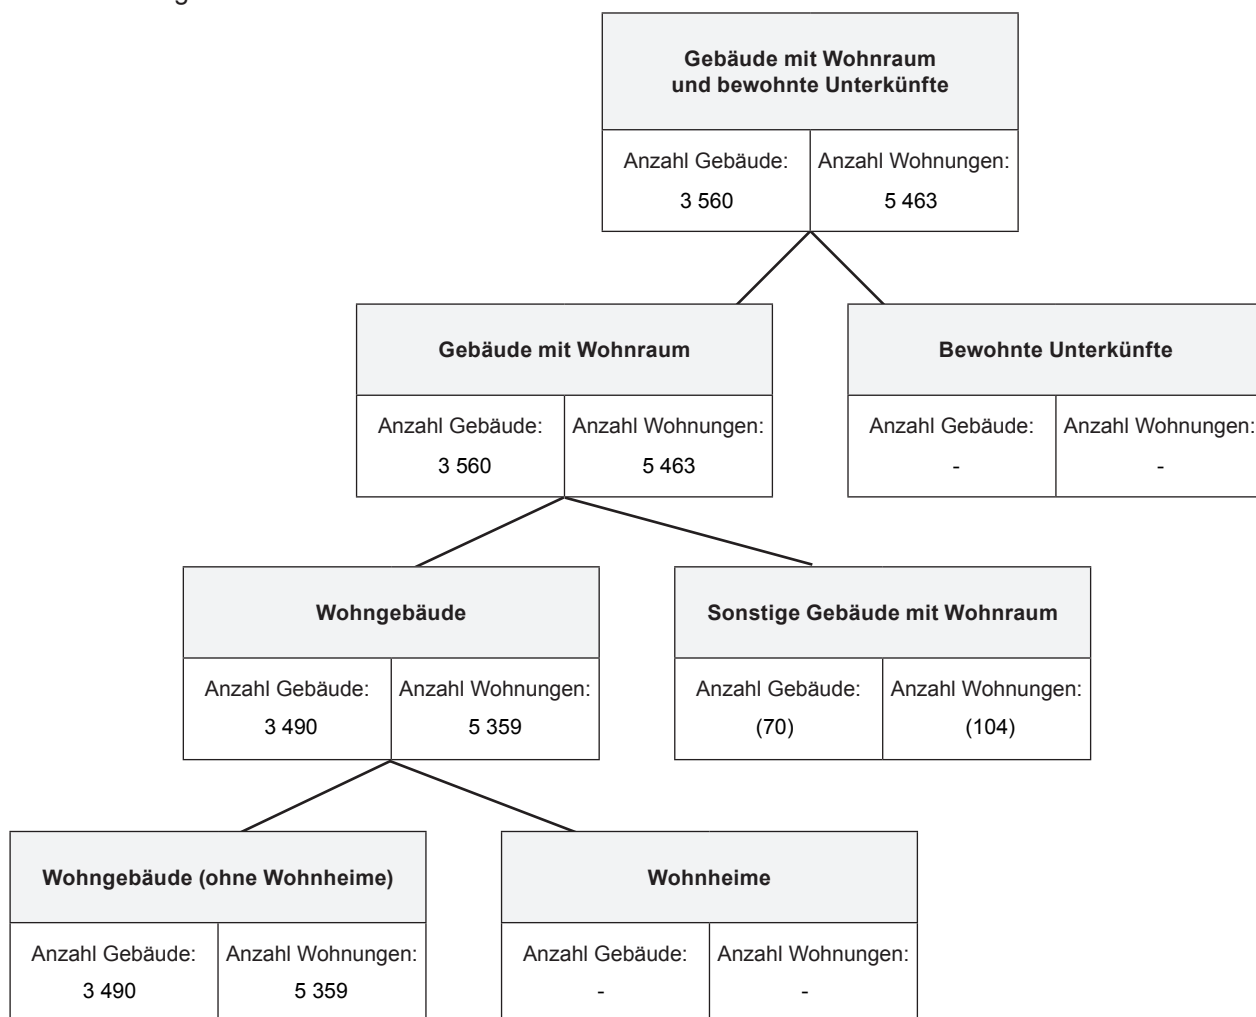 Gebäude mit Wohnraum
und bewohnte Unterkünfte
Anzahl Gebäude: Anzahl Wohnungen:
3 560 5 463
Gebäude mit Wohnraum Bewohnte Unterkünfte
Anzahl Gebäude: Anzahl Wohnungen: Anzahl Gebäude: Anzahl Wohnungen:
3 560 5 463 - -
Wohngebäude Sonstige Gebäude mit Wohnraum
Anzahl Gebäude: Anzahl Wohnungen: Anzahl Gebäude: Anzahl Wohnungen:
3 490 5 359 (70) (104)
Wohngebäude (ohne Wohnheime) Wohnheime
Anzahl Gebäude: Anzahl Wohnungen: Anzahl Gebäude: Anzahl Wohnungen:
3 490 5 359 - -